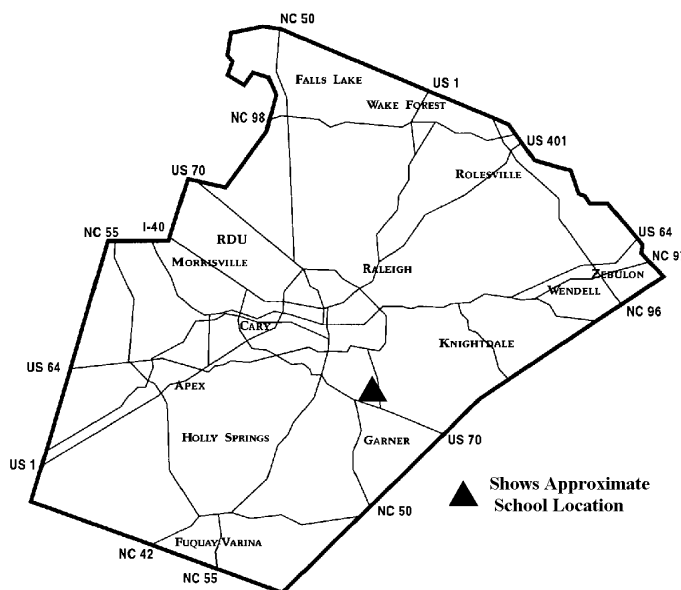 NC 50
FALLS LAKE
US 1
WAKE FOREST
NC 98
US 401
ROLESVILLE
US 70
I-40
NC 55
RDU
US 64
MORRISVILLE
RALEIGH
NC 97
ZEBULON
WENDELL
NC 96
CARY
KNIGHTDALE
US 64
APEX
HOLLY SPRINGS
GARNER
US 70
US 1
Shows Approximate
School Location
NC 50
FUQUAY-VARINA
NC 42
NC 55